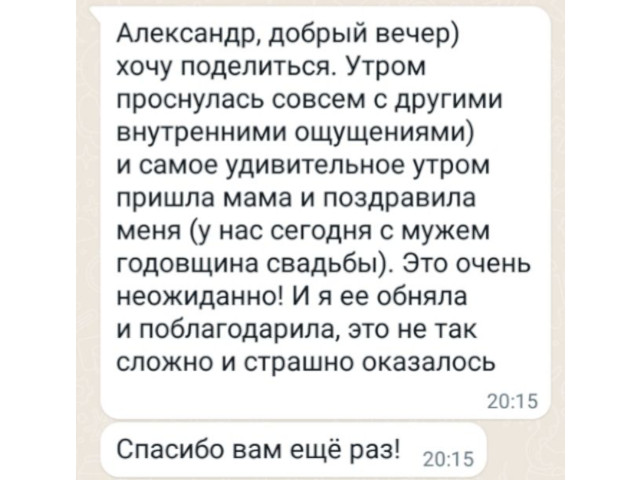 Александр, добрый вечер)
хочу поделиться. Утром
проснулась совсем с другими
внутренними ощущениями)
и самое удивительное утром
пришла мама и поздравила
меня (у нас сегодня с мужем
годовщина свадьбы). Это очень
неожиданно! И я ее обняла
и поблагодарила, это не так
сложно и страшно оказалось
20:15
Спасибо вам ещё раз!
20:15